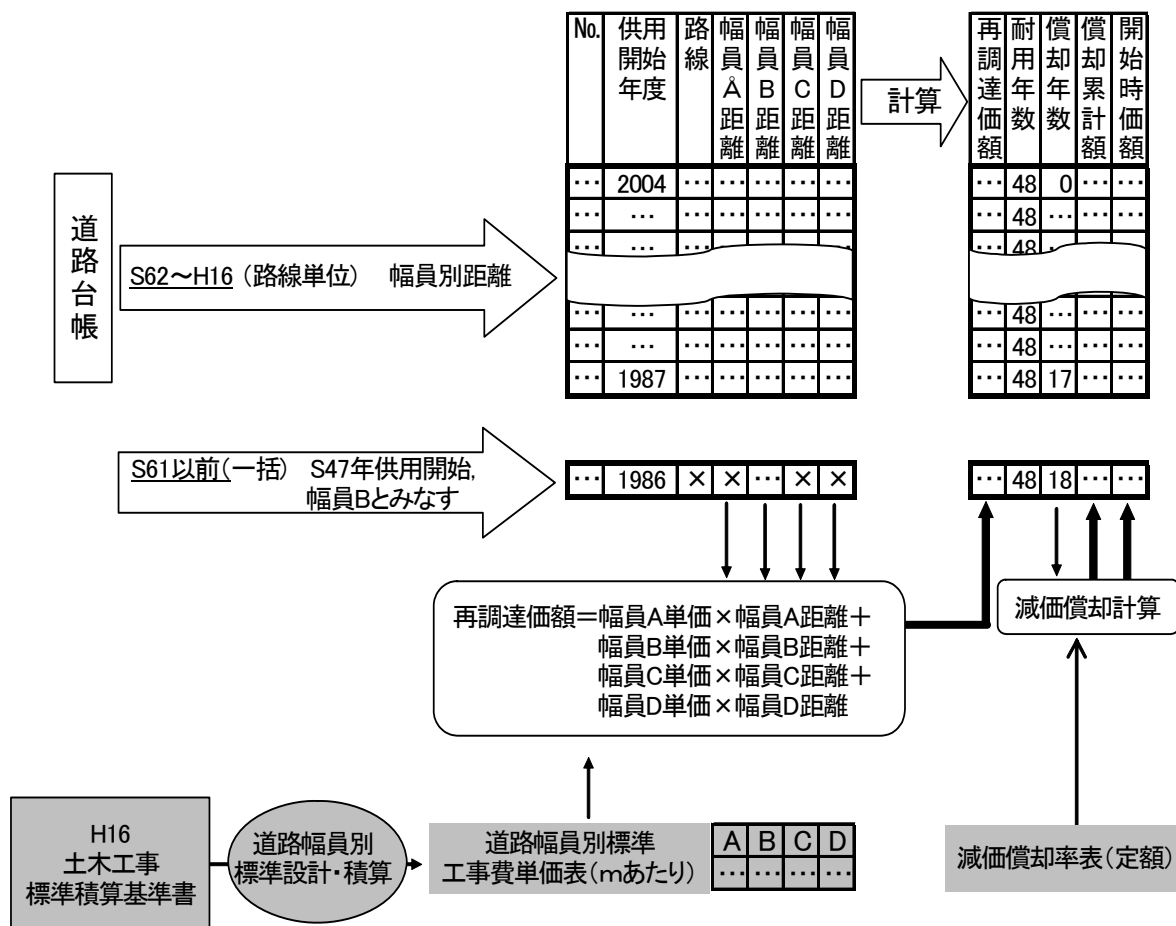 No. 供用開始年度 路線 幅員Å距離 幅員B距離 幅員C距離 幅員D距離
計算
再調達価額 耐用年数 償却年数 償却累計額 開始時価額
… 2004 … … … … …
… 48 0 … …
… … … … … … …
… 48 … … …
… … … … … … …
… 48 … … …
道路台帳
S62～H16 (路線単位) 幅員別距離
… … … … … … …
… 48 … … …
… … … … … … …
… 48 … … …
… 1987 … … … … …
… 48 17 … …
S61以前(一括) S47年供用開始,
幅員Bとみなす
… 1986 × × … × ×
… 48 18 … …
再調達価額＝幅員A単価×幅員A距離＋
幅員B単価×幅員B距離＋
幅員C単価×幅員C距離＋
幅員D単価×幅員D距離
減価償却計算
H16
土木工事
標準積算基準書
道路幅員別
標準設計・積算
道路幅員別標準
工事費単価表(mあたり)
A B C D
… … … …
減価償却率表(定額)